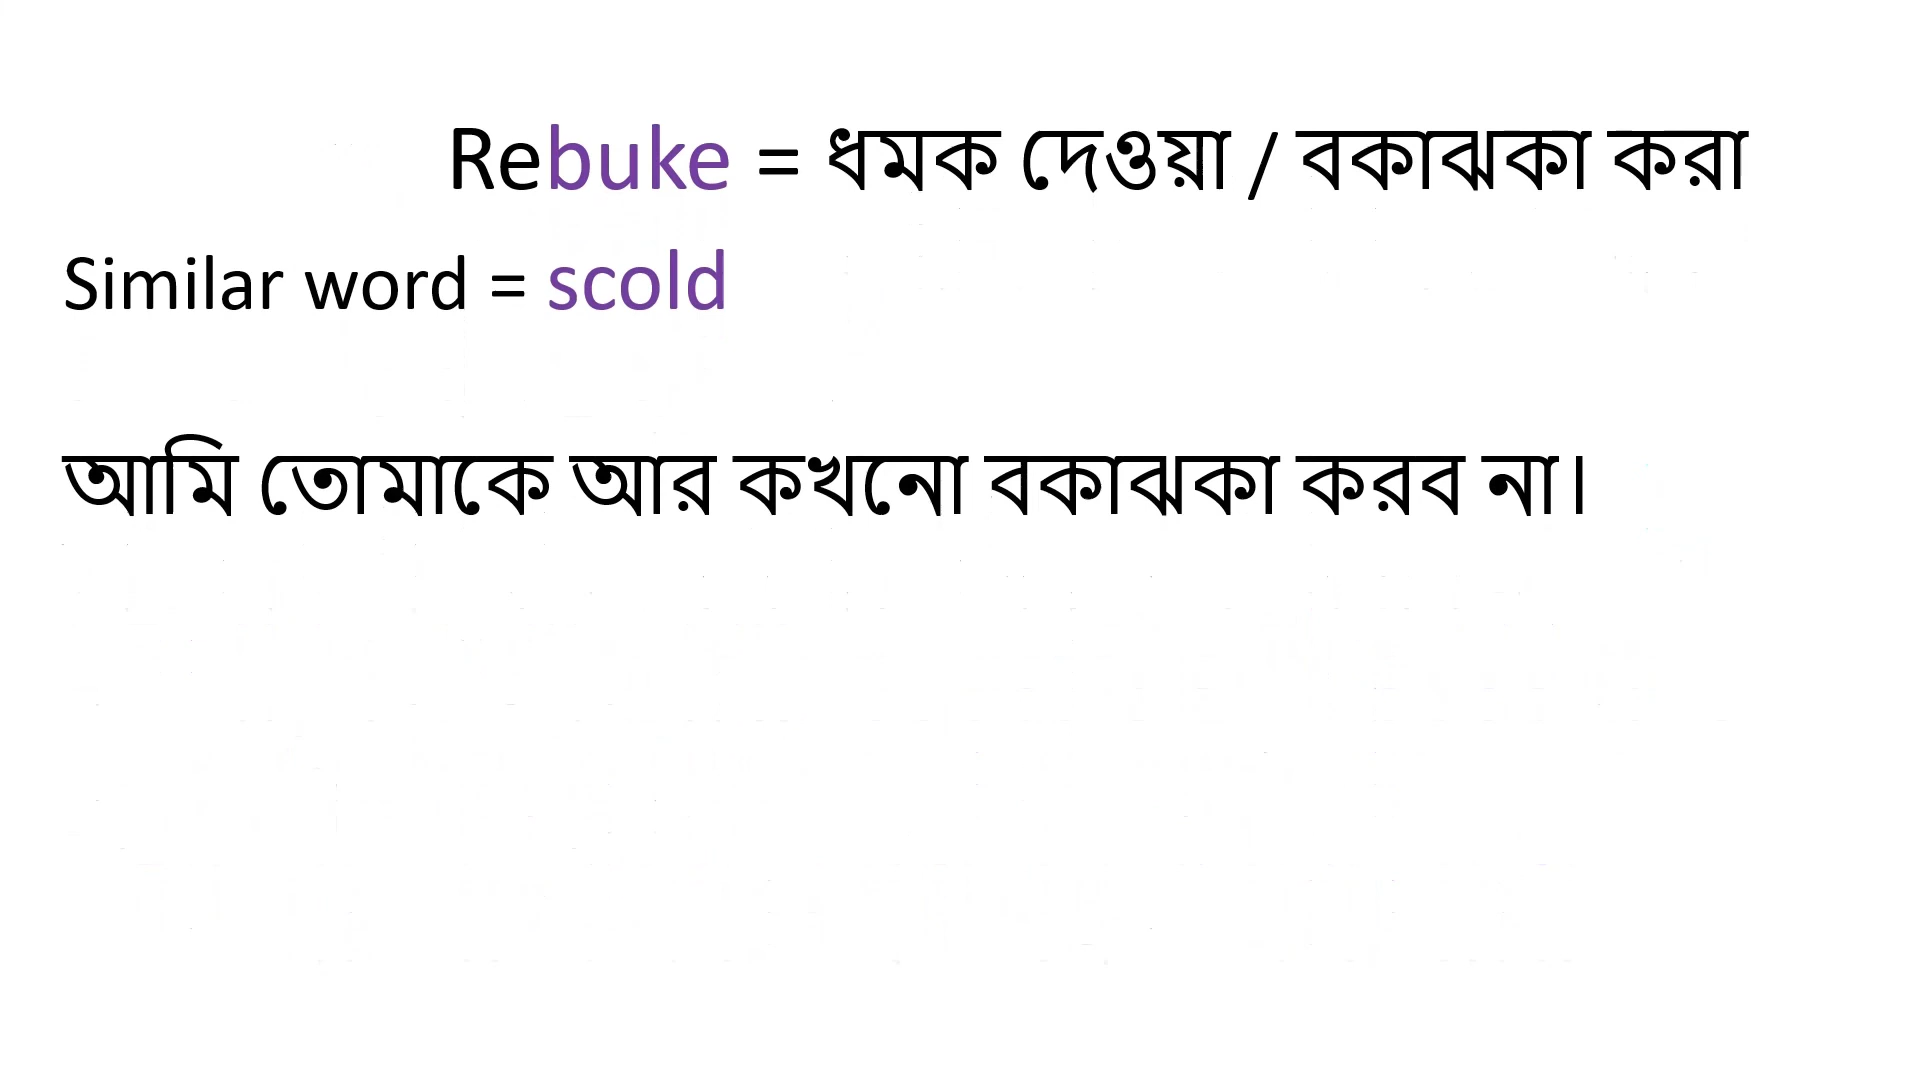 Rebuke = ধমক দেওয়া / বকাঝকা করা
Similar word = scold
আমি তোমাকে আর কখনো বকাঝকা করব না।